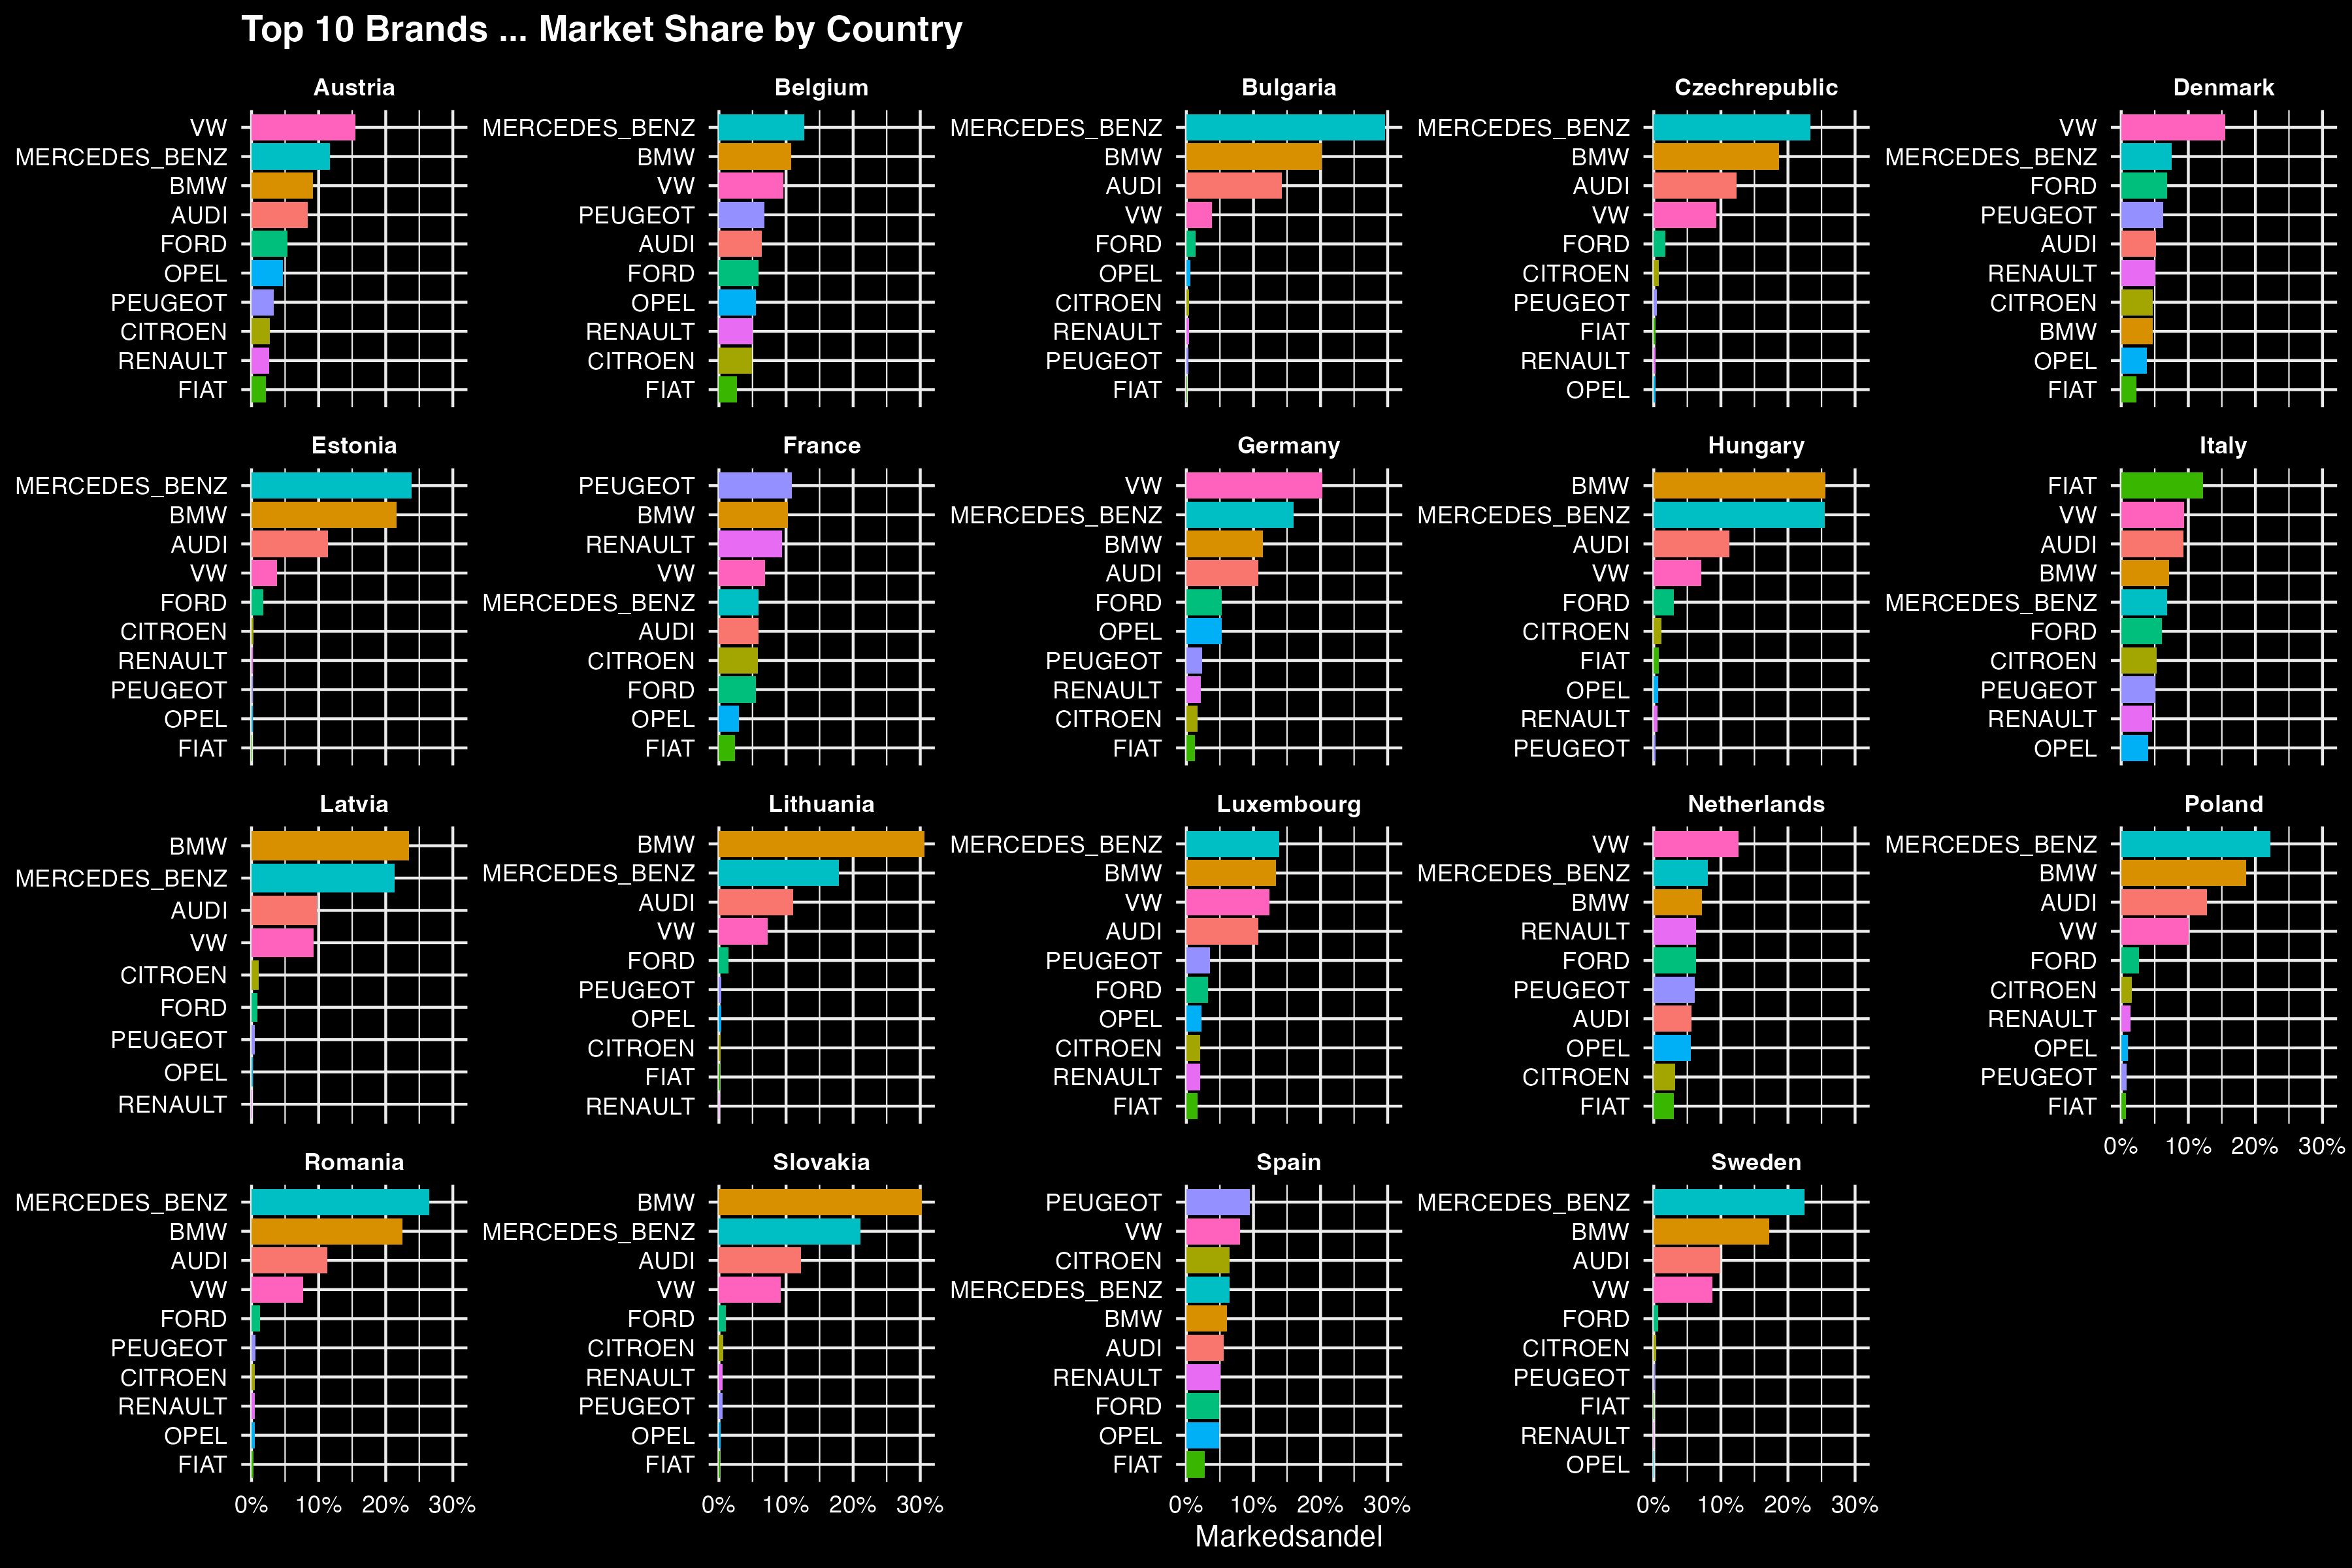 Top 10 Brands ... Market Share by Country
Austria
VW
MERCEDES_BENZ
BMW
AUDI
FORD
OPEL
PEUGEOT
CITROEN
RENAULT
FIAT
Belgium
MERCEDES_BENZ
BMW
VW
PEUGEOT
AUDI
FORD
OPEL
RENAULT
CITROEN
FIAT
Bulgaria
MERCEDES_BENZ
BMW
AUDI
VW
FORD
OPEL
CITROEN
RENAULT
PEUGEOT
FIAT
Czechrepublic
MERCEDES_BENZ
BMW
AUDI
VW
FORD
CITROEN
PEUGEOT
FIAT
RENAULT
OPEL
Denmark
VW
MERCEDES_BENZ
FORD
PEUGEOT
AUDI
RENAULT
CITROEN
BMW
OPEL
FIAT
Estonia
MERCEDES_BENZ
BMW
AUDI
VW
FORD
CITROEN
RENAULT
PEUGEOT
OPEL
FIAT
France
PEUGEOT
BMW
RENAULT
VW
MERCEDES_BENZ
AUDI
CITROEN
FORD
OPEL
FIAT
Germany
VW
MERCEDES_BENZ
BMW
AUDI
FORD
OPEL
PEUGEOT
RENAULT
CITROEN
FIAT
Hungary
BMW
MERCEDES_BENZ
AUDI
VW
FORD
CITROEN
FIAT
OPEL
RENAULT
PEUGEOT
Italy
FIAT
VW
AUDI
BMW
MERCEDES_BENZ
FORD
CITROEN
PEUGEOT
RENAULT
OPEL
Latvia
BMW
MERCEDES_BENZ
AUDI
VW
CITROEN
FORD
PEUGEOT
OPEL
RENAULT
Lithuania
BMW
MERCEDES_BENZ
AUDI
VW
FORD
PEUGEOT
OPEL
CITROEN
FIAT
RENAULT
Luxembourg
MERCEDES_BENZ
BMW
VW
AUDI
PEUGEOT
FORD
OPEL
CITROEN
RENAULT
FIAT
Netherlands
VW
MERCEDES_BENZ
BMW
RENAULT
FORD
PEUGEOT
AUDI
OPEL
CITROEN
FIAT
Poland
MERCEDES_BENZ
BMW
AUDI
VW
FORD
CITROEN
RENAULT
OPEL
PEUGEOT
FIAT
0% 10% 20% 30%
Romania
MERCEDES_BENZ
BMW
AUDI
VW
FORD
PEUGEOT
CITROEN
RENAULT
OPEL
FIAT
0% 10% 20% 30%
Slovakia
BMW
MERCEDES_BENZ
AUDI
VW
FORD
CITROEN
RENAULT
PEUGEOT
OPEL
FIAT
0% 10% 20% 30%
Spain
PEUGEOT
VW
CITROEN
MERCEDES_BENZ
BMW
AUDI
RENAULT
FORD
OPEL
FIAT
0% 10% 20% 30%
Sweden
MERCEDES_BENZ
BMW
AUDI
VW
FORD
CITROEN
PEUGEOT
FIAT
RENAULT
OPEL
0% 10% 20% 30%
Markedsandel